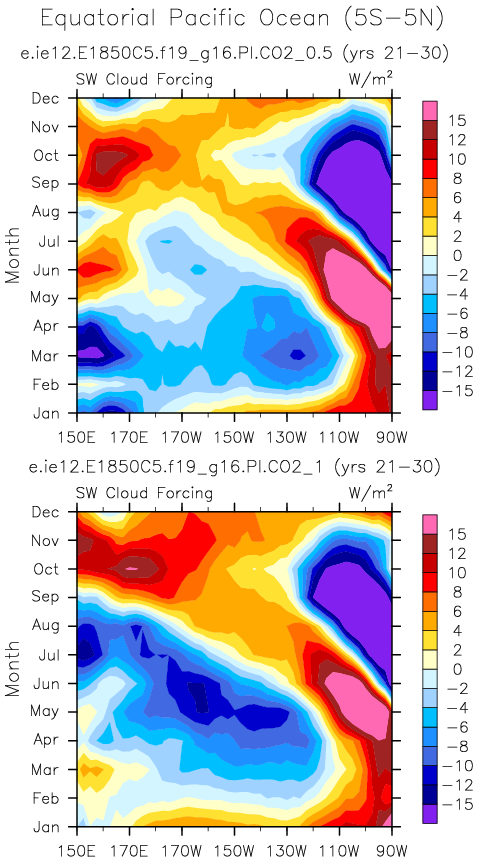 Equatorial Pacific Ocean (5S-5N)
e.ie12.E1850C5.f19_g16.PI.CO2_0.5 (yrs 21-30)
SW Cloud Forcing W/m²
Dec
Nov
Oct
Sep
Aug
Jul
Jun
May
Apr
Mar
Feb
Jan
Month
150E 170E 170W 150W 130W 110W 90W
15
12
10
8
6
4
2
0
-2
-4
-6
-8
-10
-12
-15
e.ie12.E1850C5.f19_g16.PI.CO2_1 (yrs 21-30)
SW Cloud Forcing W/m²
Dec
Nov
Oct
Sep
Aug
Jul
Jun
May
Apr
Mar
Feb
Jan
Month
150E 170E 170W 150W 130W 110W 90W
15
12
10
8
6
4
2
0
-2
-4
-6
-8
-10
-12
-15